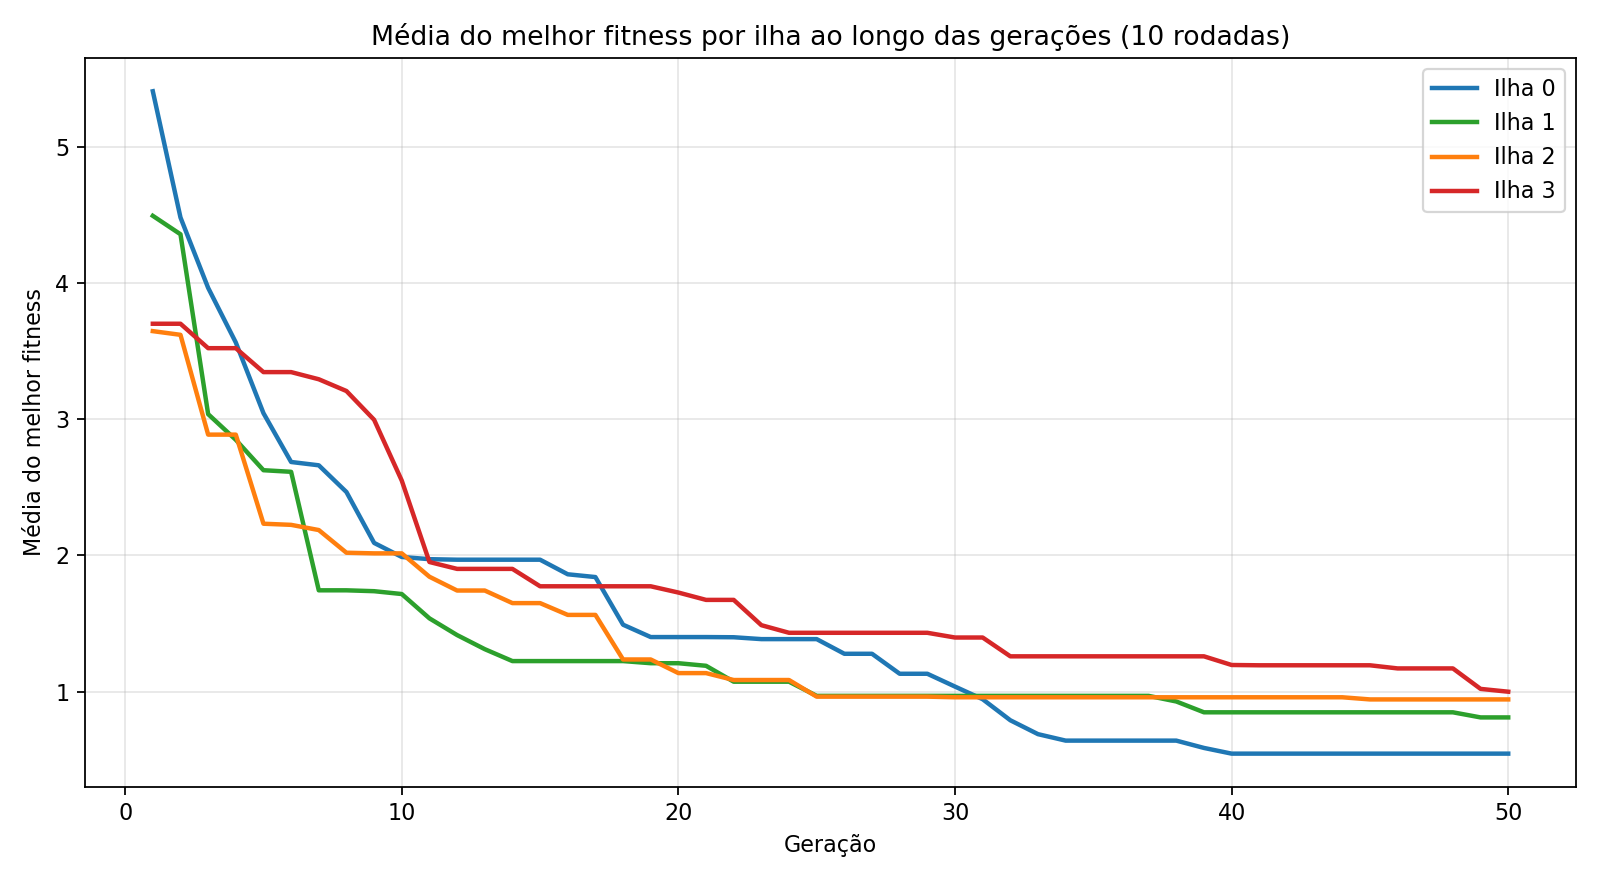 Média do melhor fitness por ilha ao longo das gerações (10 rodadas)
Ilha 0
Ilha 1
Ilha 2
Ilha 3
Média do melhor fitness
5
4
3
2
1
0
10
20
30
40
50
Geração